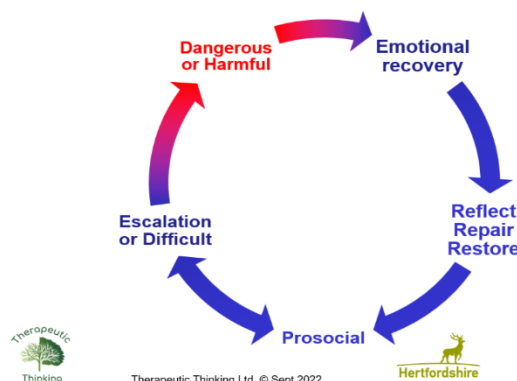 Dangerous
or Harmful
Emotional
recovery
Reflect
Repair
Restore
Prosocial
Escalation
or Difficult
Therapeutic
Thinking
Therapeutic Thinking Ltd. © Sept 2022
Hertfordshire